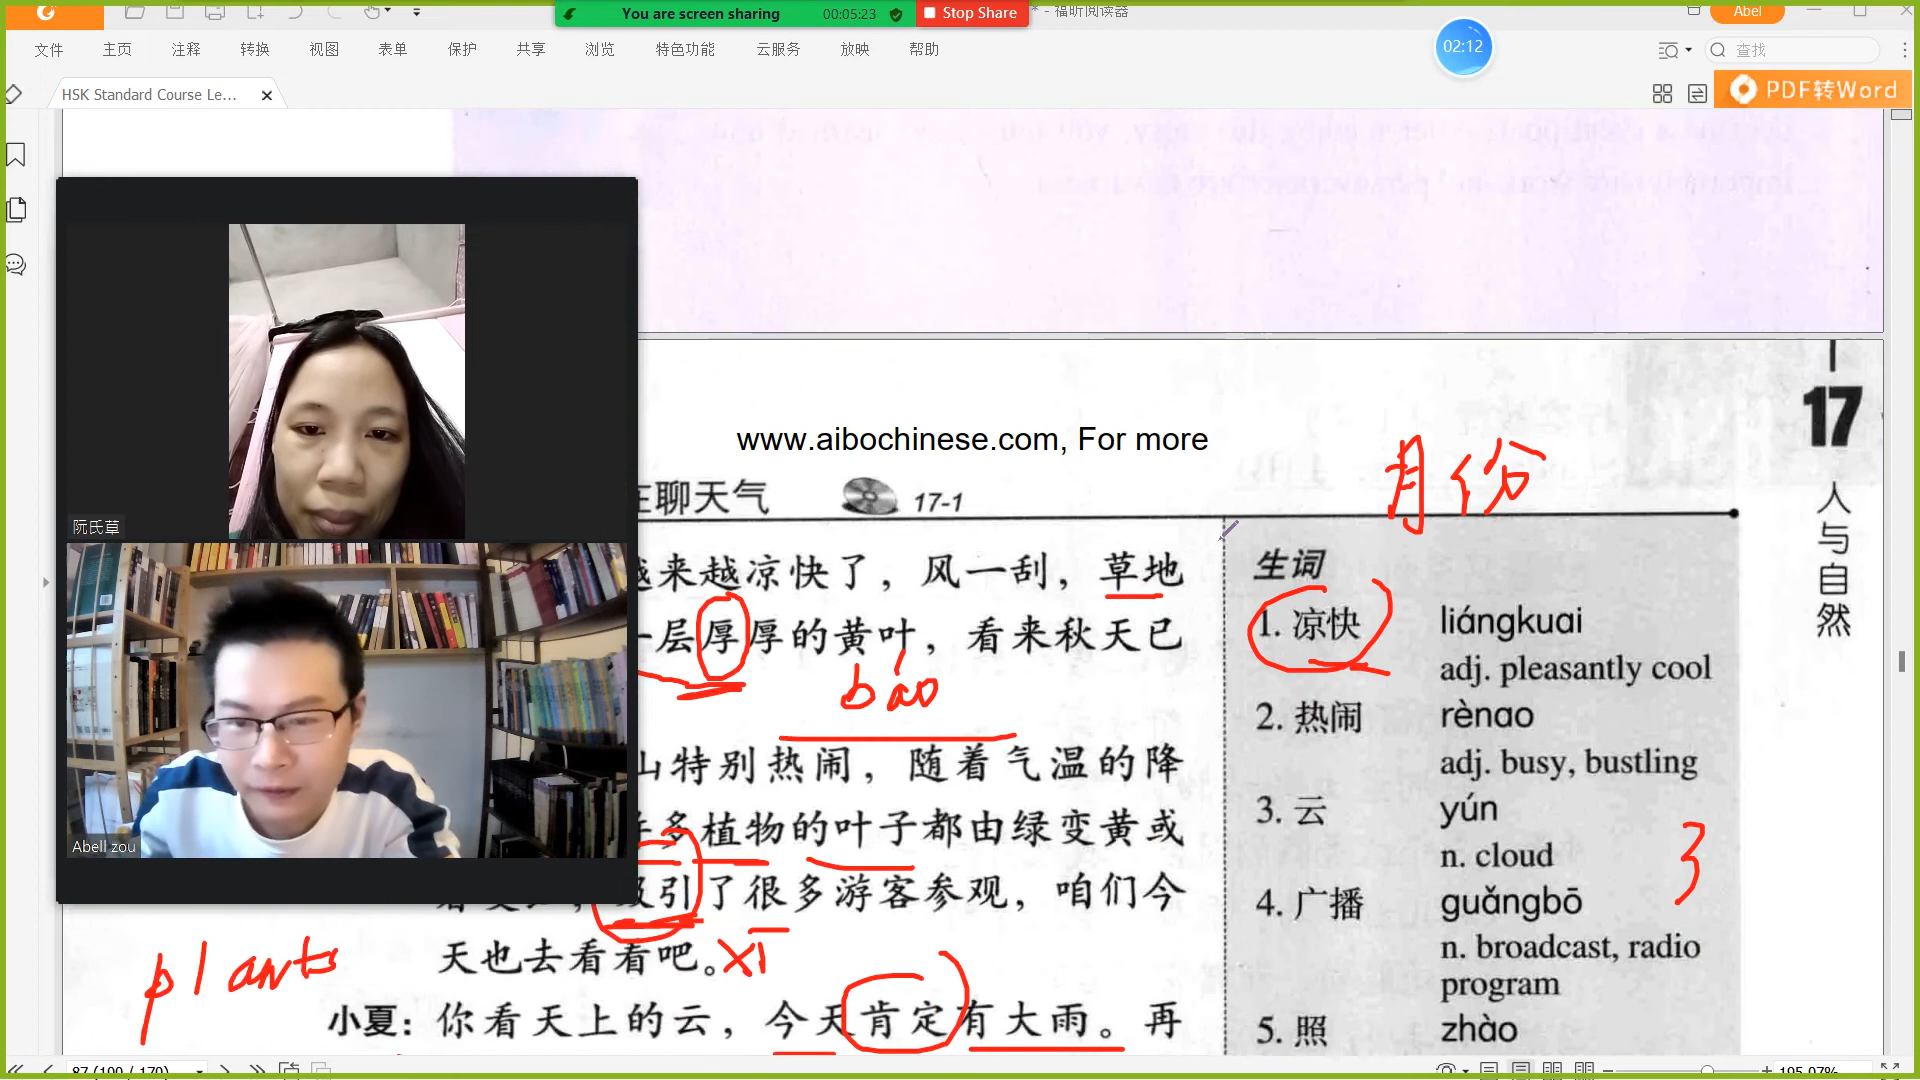 You are screen sharing 00:05:23 Stop Share
- 福昕阅读器
Abel
文件 主页 注释 转换 视图 表单 保护 共享 浏览 特色功能 云服务 放映 帮助
02:12
查找
HSK Standard Course Le...
PDF转Word
阮氏草
Abell zou
17
人与自然
www.aibochinese.com, For more
月份
聊天气 17-1
来越凉快了，风一刮，草地
层厚厚的黄叶，看来秋天已
báo
山特别热闹，随着气温的降
多植物的叶子都由绿变黄或
引了很多游客参观，咱们今
天也去看看吧。
xī
plants
小夏：你看天上的云，今天肯定有大雨。再
生词
1. 凉快 liángkuai
adj. pleasantly cool
2. 热闹 rènao
adj. busy, bustling
3. 云 yún
n. cloud
4. 广播 guǎngbō
n. broadcast, radio
program
5. 照 zhào
87 (190 / 170)
195.07%